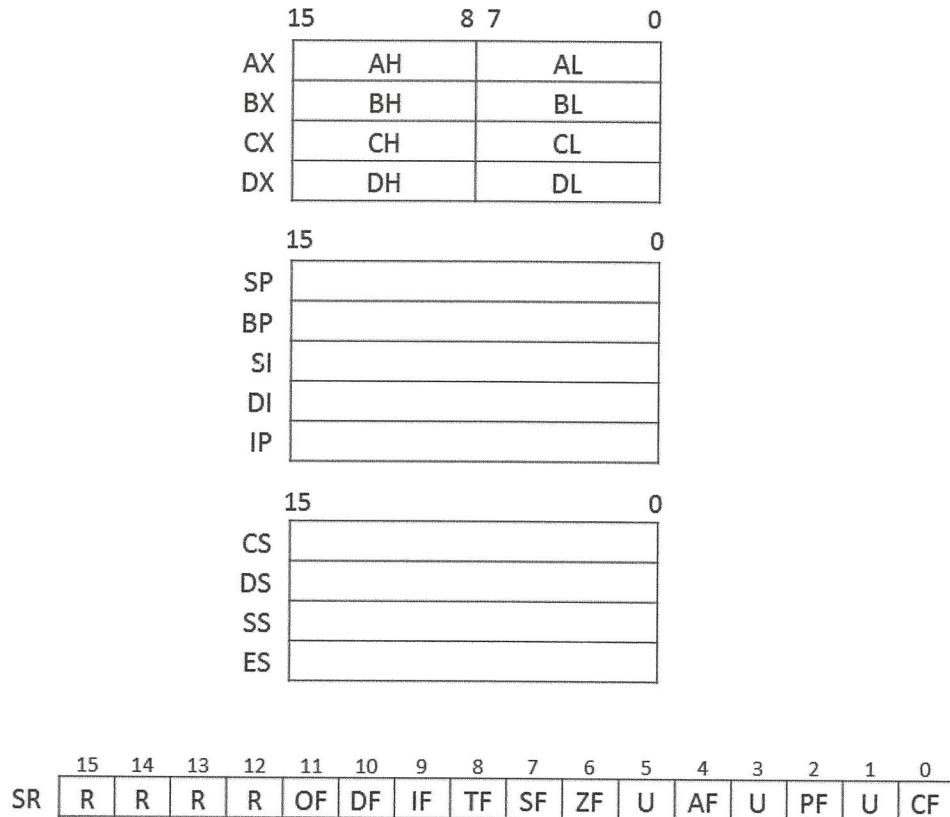 15 8 7 0
AX AH AL
BX BH BL
CX CH CL
DX DH DL
15 0
SP
BP
SI
DI
IP
15 0
CS
DS
SS
ES
15 14 13 12 11 10 9 8 7 6 5 4 3 2 1 0
SR R R R R OF DF IF TF SF ZF U AF U PF U CF